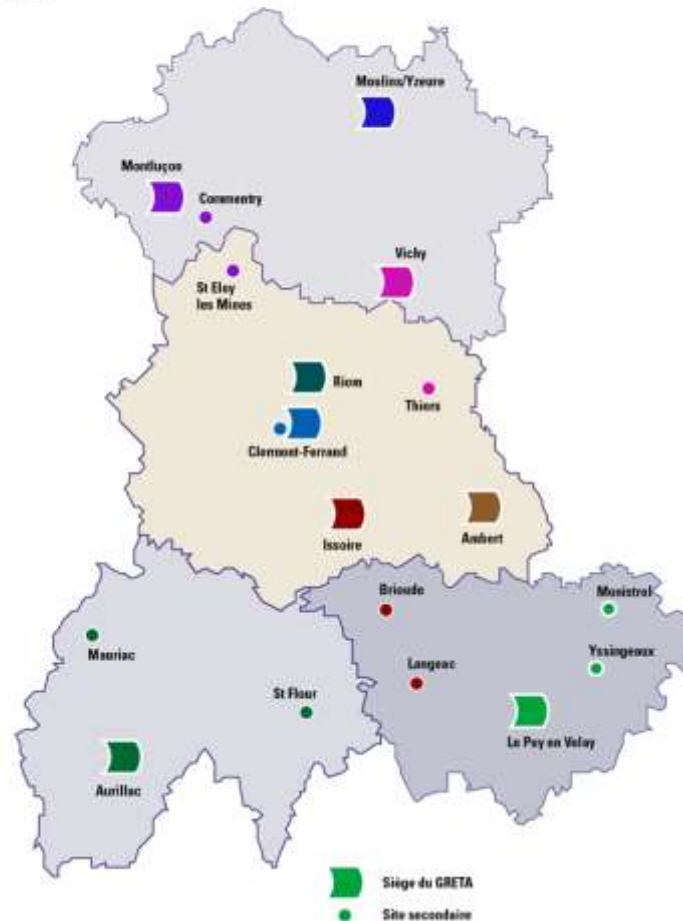 Moulins/Yzeure
Montluçon
Commentry
Vichy
St Eloy
les Mines
Riom
Thiers
Clermont-Ferrand
Issoire
Ambert
Brioude
Monistrol
Mauriac
Langeac
Yssingeaux
St Flour
Le Puy en Velay
Aurillac
Siège du GRETA
Site secondaire